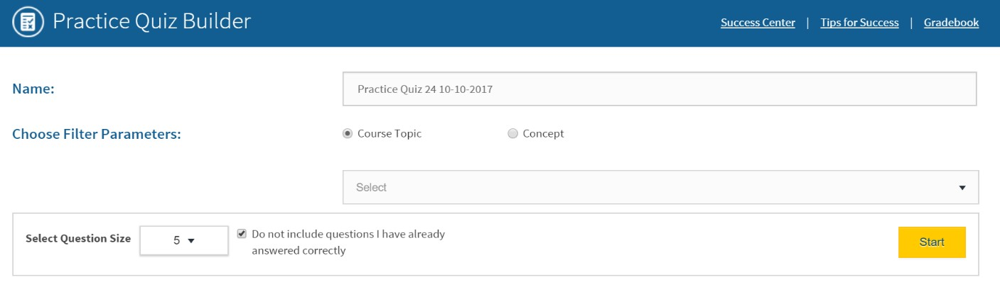 Practice Quiz Builder
Success Center | Tips for Success | Gradebook
Name:
Practice Quiz 24 10-10-2017
Choose Filter Parameters:
Course Topic
Concept
Select
Select Question Size
5
Do not include questions I have already
answered correctly
Start